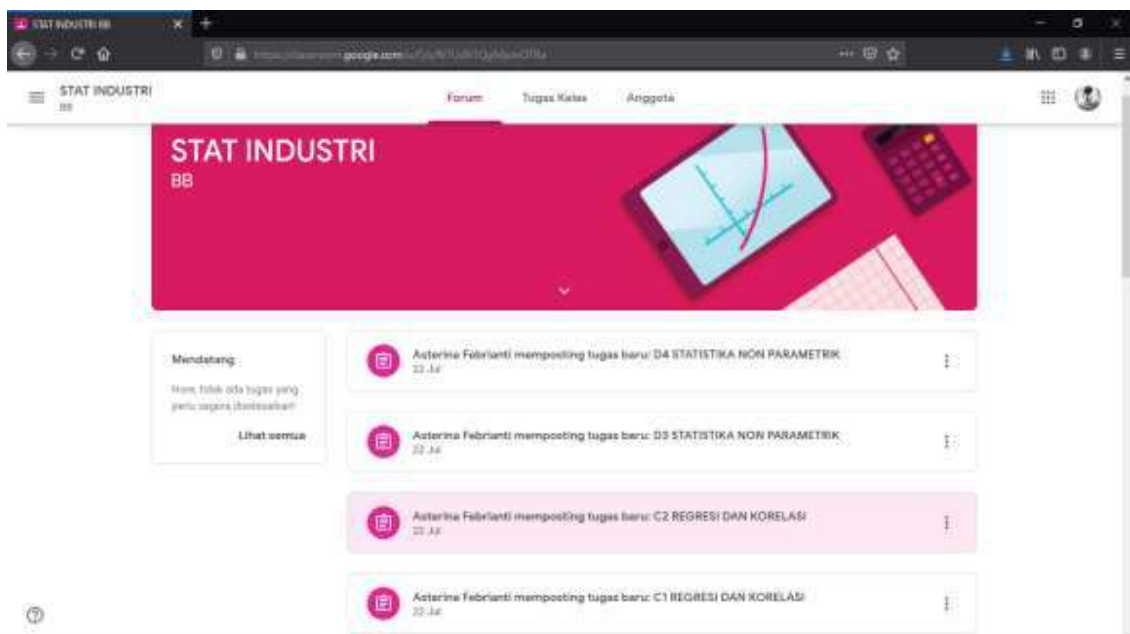 STAT INDUSTRI BB
google.com
STAT INDUSTRI
BB
Forum
Tugas Kelas
Anggota
STAT INDUSTRI
BB
Mendatang
tidak ada tugas yang
perlu segera diselesaikan!
Lihat semua
Asterina Febrianti memposting tugas baru: D4 STATISTIKA NON PARAMETRIK
22 Jul
Asterina Febrianti memposting tugas baru: D3 STATISTIKA NON PARAMETRIK
22 Jul
Asterina Febrianti memposting tugas baru: C2 REGRESI DAN KORELASI
22 Jul
Asterina Febrianti memposting tugas baru: C1 REGRESI DAN KORELASI
22 Jul